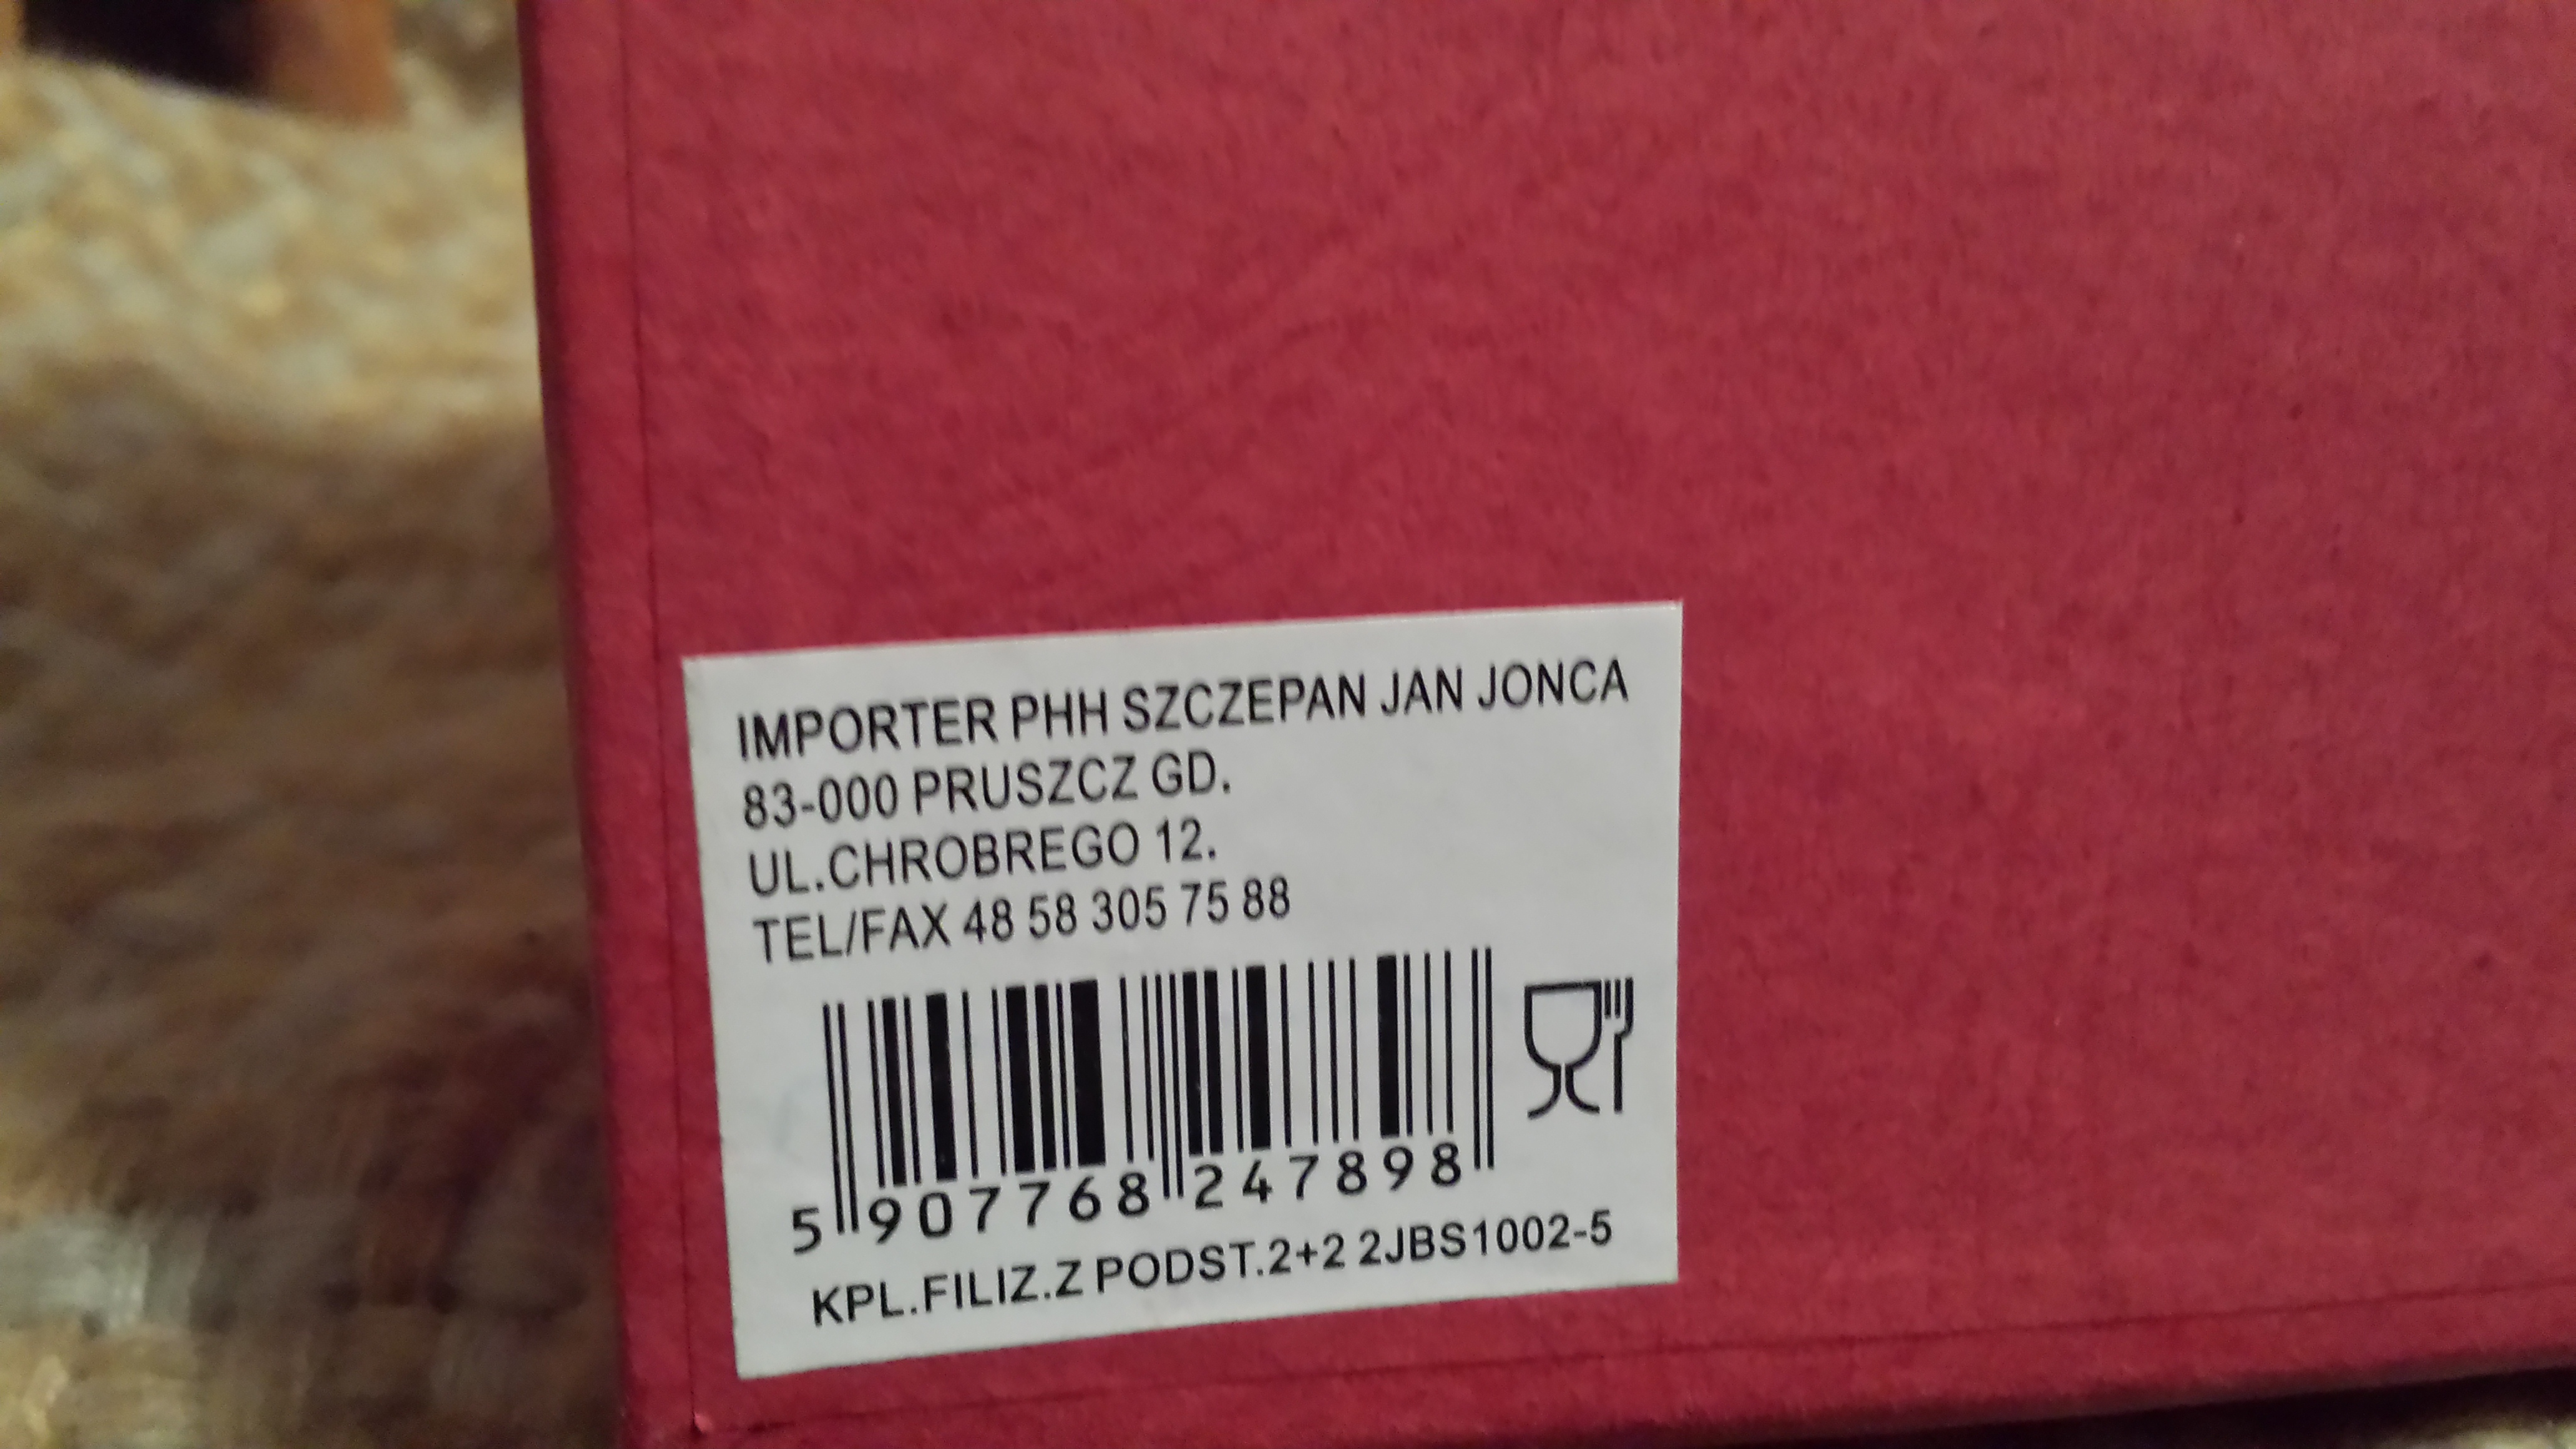 IMPORTER PHH SZCZEPAN JAN JONCA
83-000 PRUSZCZ GD.
UL.CHROBREGO 12.
TEL/FAX 48 58 305 75 88
5 907768 247898
KPL.FILIZ.Z PODST.2+2 2JBS1002-5